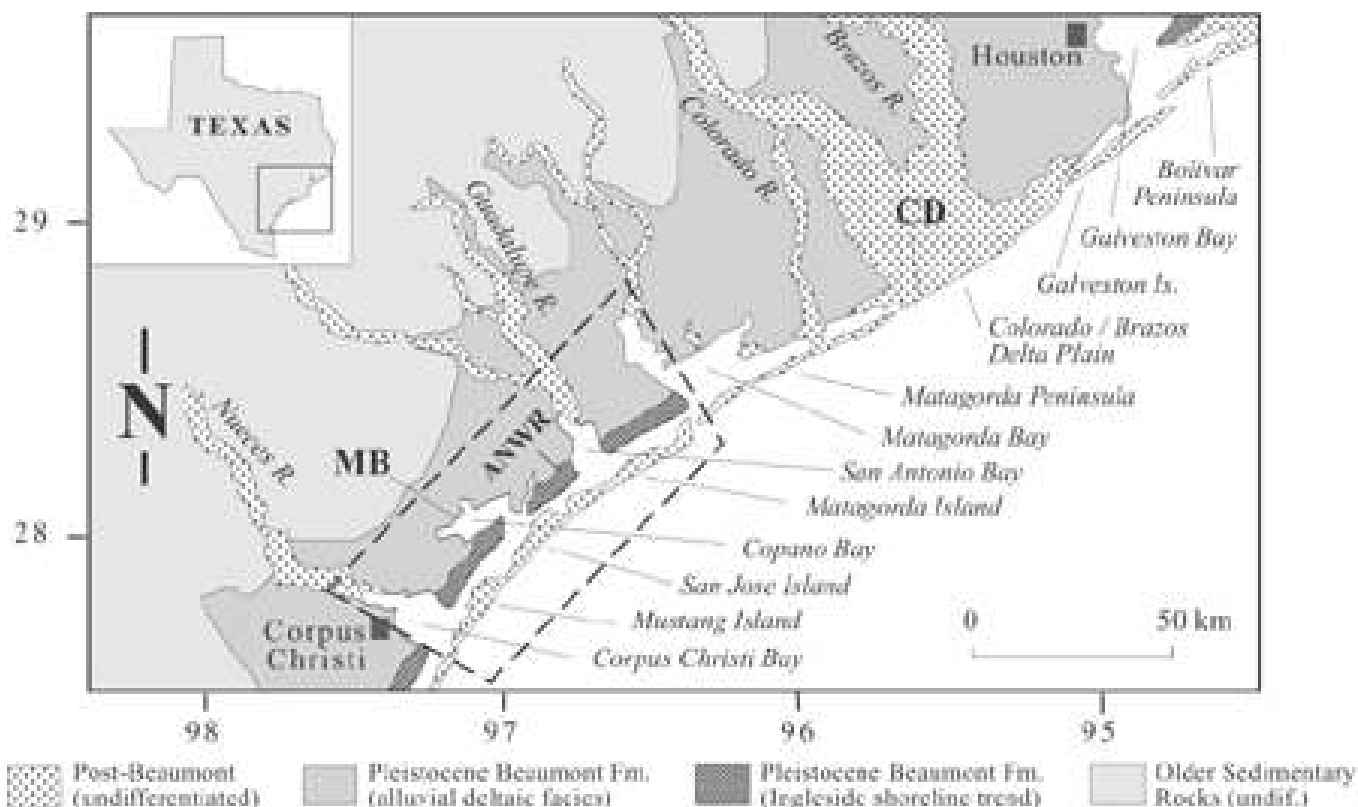 TEXAS
Houston
Brazos R.
Colorado R.
Guadalupe R.
Nueces R.
CD
MB
ANWR
N
Bolivar
Peninsula
Galveston Bay
Galveston Is.
Colorado / Brazos
Delta Plain
Matagorda Peninsula
Matagorda Bay
San Antonio Bay
Matagorda Island
Copano Bay
San Jose Island
Mustang Island
Corpus Christi Bay
Corpus
Christi
0 50 km
29
28
98 97 96 95
Post-Beaumont
(undifferentiated)
Pleistocene Beaumont Fm.
(alluvial deltaic facies)
Pleistocene Beaumont Fm.
(Ingleside shoreline trend)
Older Sedimentary
Rocks (undif.)